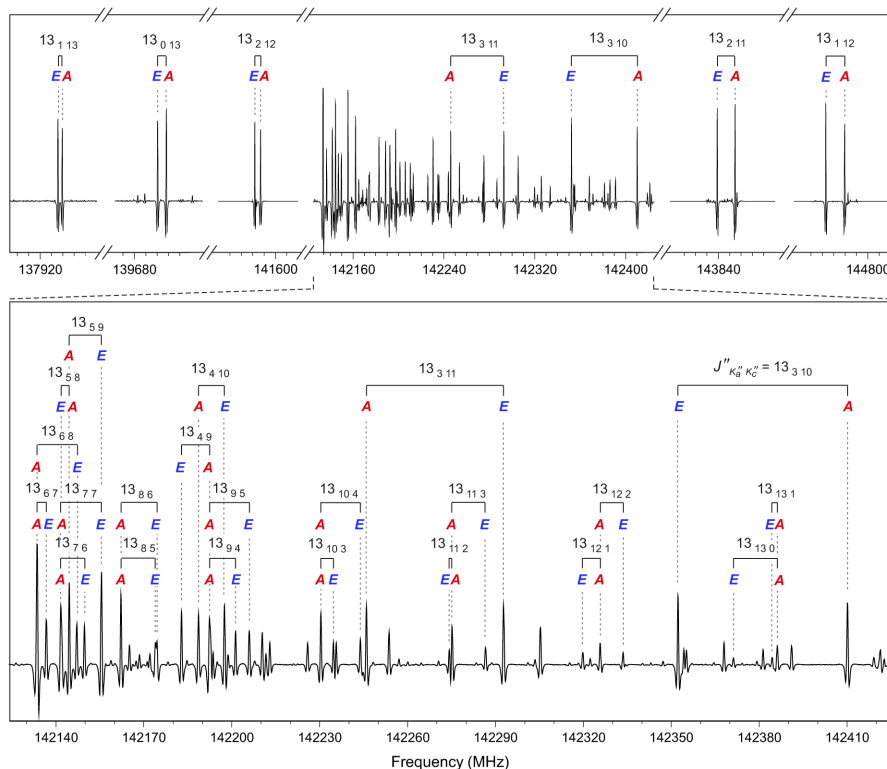 13 1 13 13 0 13 13 2 12 13 3 11 13 3 10 13 2 11 13 1 12
E A E A E A A E E A E A E A
137920 139680 141600 142160 142240 142320 142400 143840 144800
13 5 9
A E
13 5 8 13 4 10 13 3 11 J″ K″a K″c = 13 3 10
E A A E A E E A
13 6 8 13 4 9
A E E A
13 6 7 13 7 7 13 8 6 13 9 5 13 10 4 13 11 3 13 12 2 13 13 1
A E A E A E A E A E A E A E E A
13 7 6 13 8 5 13 9 4 13 10 3 13 11 2 13 12 1 13 13 0
A E A E A E A E E A E A E A
142140 142170 142200 142230 142260 142290 142320 142350 142380 142410
Frequency (MHz)